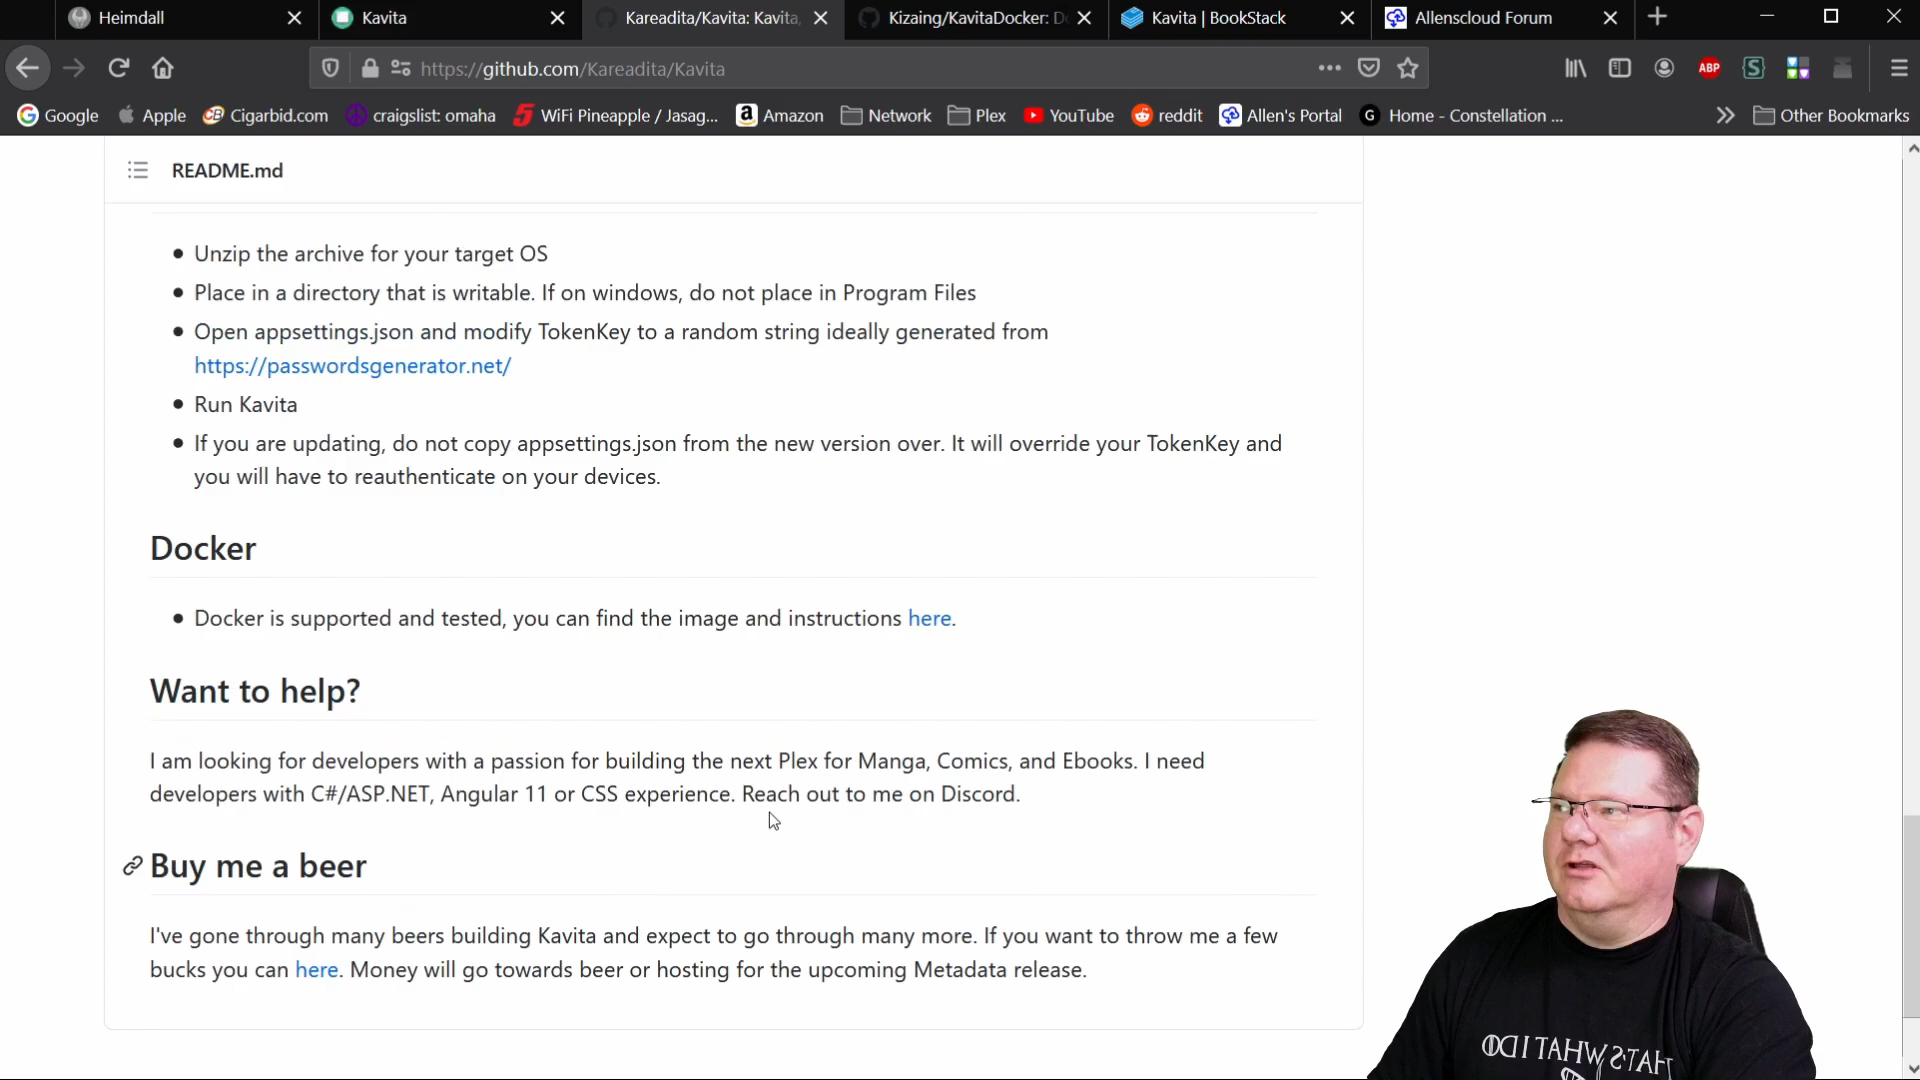 Heimdall
Kavita
Kareadita/Kavita: Kavita,
Kizaing/KavitaDocker: D
Kavita | BookStack
Allenscloud Forum
https://github.com/Kareadita/Kavita
ABP
Google
Apple
Cigarbid.com
craigslist: omaha
WiFi Pineapple / Jasag...
Amazon
Network
Plex
YouTube
reddit
Allen's Portal
Home - Constellation ...
Other Bookmarks
README.md
Unzip the archive for your target OS
Place in a directory that is writable. If on windows, do not place in Program Files
Open appsettings.json and modify TokenKey to a random string ideally generated from
https://passwordsgenerator.net/
Run Kavita
If you are updating, do not copy appsettings.json from the new version over. It will override your TokenKey and
you will have to reauthenticate on your devices.
Docker
Docker is supported and tested, you can find the image and instructions here.
Want to help?
I am looking for developers with a passion for building the next Plex for Manga, Comics, and Ebooks. I need
developers with C#/ASP.NET, Angular 11 or CSS experience. Reach out to me on Discord.
Buy me a beer
I've gone through many beers building Kavita and expect to go through many more. If you want to throw me a few
bucks you can here. Money will go towards beer or hosting for the upcoming Metadata release.
THAT'S WHAT I DO